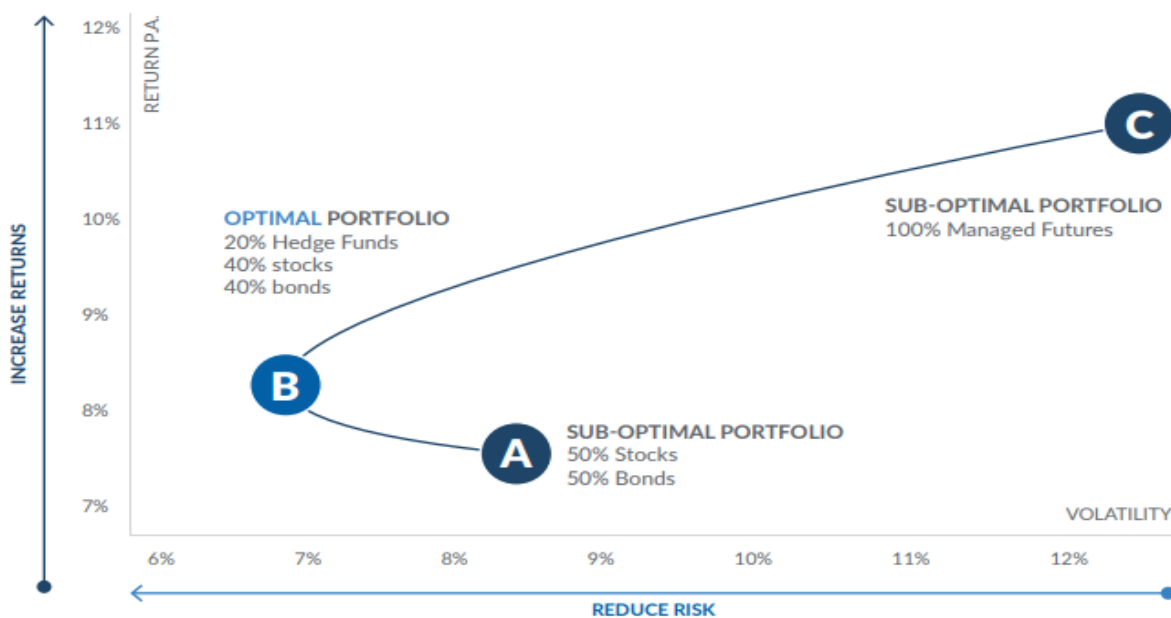 12%
RETURN P.A.
11%
C
10%
OPTIMAL PORTFOLIO
20% Hedge Funds
40% stocks
40% bonds
SUB-OPTIMAL PORTFOLIO
100% Managed Futures
INCREASE RETURNS
9%
B
8%
A
SUB-OPTIMAL PORTFOLIO
50% Stocks
50% Bonds
7%
VOLATILITY
6% 7% 8% 9% 10% 11% 12%
REDUCE RISK